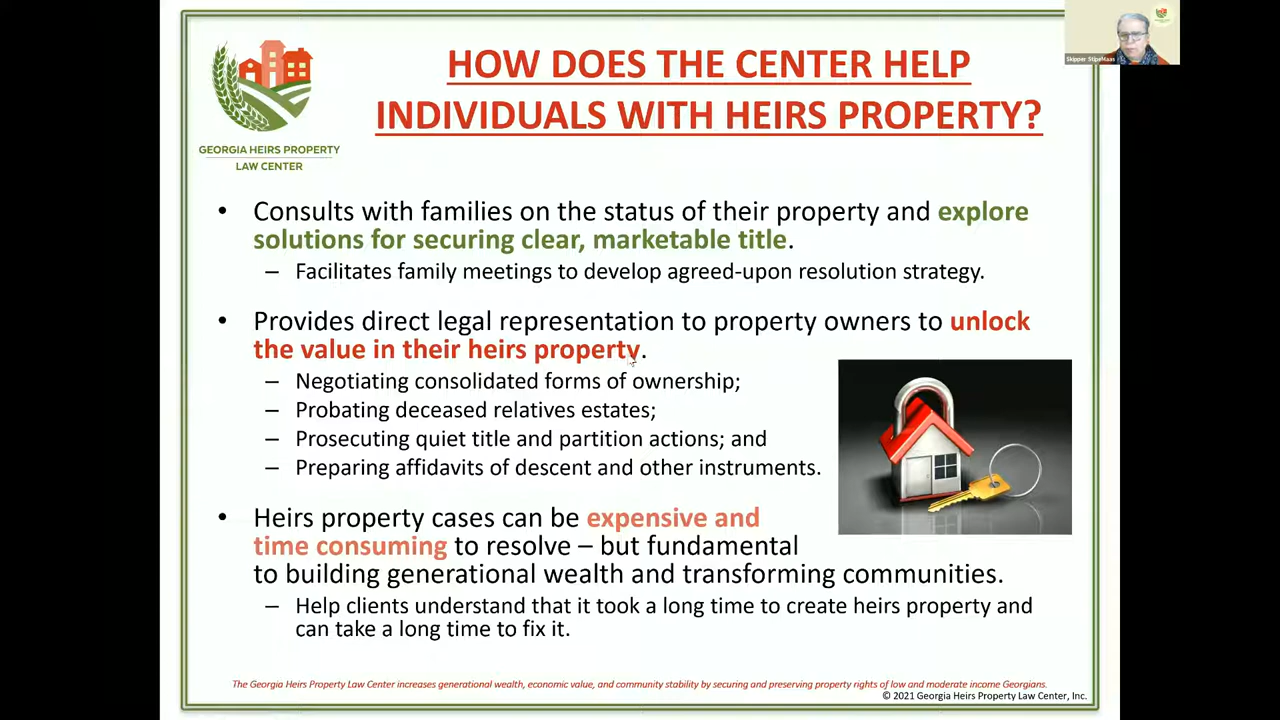 Skipper StipeMaas
GEORGIA HEIRS PROPERTY
LAW CENTER
HOW DOES THE CENTER HELP
INDIVIDUALS WITH HEIRS PROPERTY?
• Consults with families on the status of their property and explore
solutions for securing clear, marketable title.
– Facilitates family meetings to develop agreed-upon resolution strategy.
• Provides direct legal representation to property owners to unlock
the value in their heirs property.
– Negotiating consolidated forms of ownership;
– Probating deceased relatives estates;
– Prosecuting quiet title and partition actions; and
– Preparing affidavits of descent and other instruments.
• Heirs property cases can be expensive and
time consuming to resolve – but fundamental
to building generational wealth and transforming communities.
– Help clients understand that it took a long time to create heirs property and
can take a long time to fix it.
The Georgia Heirs Property Law Center increases generational wealth, economic value, and community stability by securing and preserving property rights of low and moderate income Georgians.
© 2021 Georgia Heirs Property Law Center, Inc.